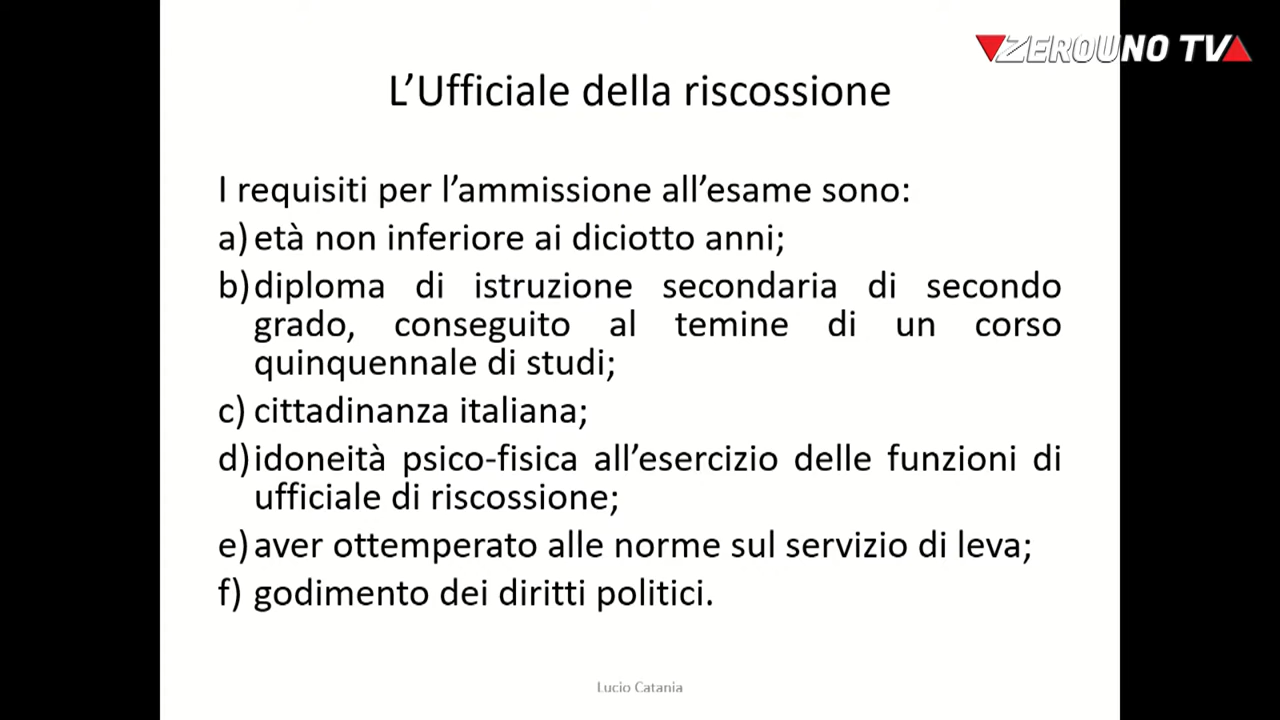 ZEROUNO TV
L’Ufficiale della riscossione
I requisiti per l’ammissione all’esame sono:
a) età non inferiore ai diciotto anni;
b) diploma di istruzione secondaria di secondo
grado, conseguito al temine di un corso
quinquennale di studi;
c) cittadinanza italiana;
d) idoneità psico-fisica all’esercizio delle funzioni di
ufficiale di riscossione;
e) aver ottemperato alle norme sul servizio di leva;
f) godimento dei diritti politici.
Lucio Catania